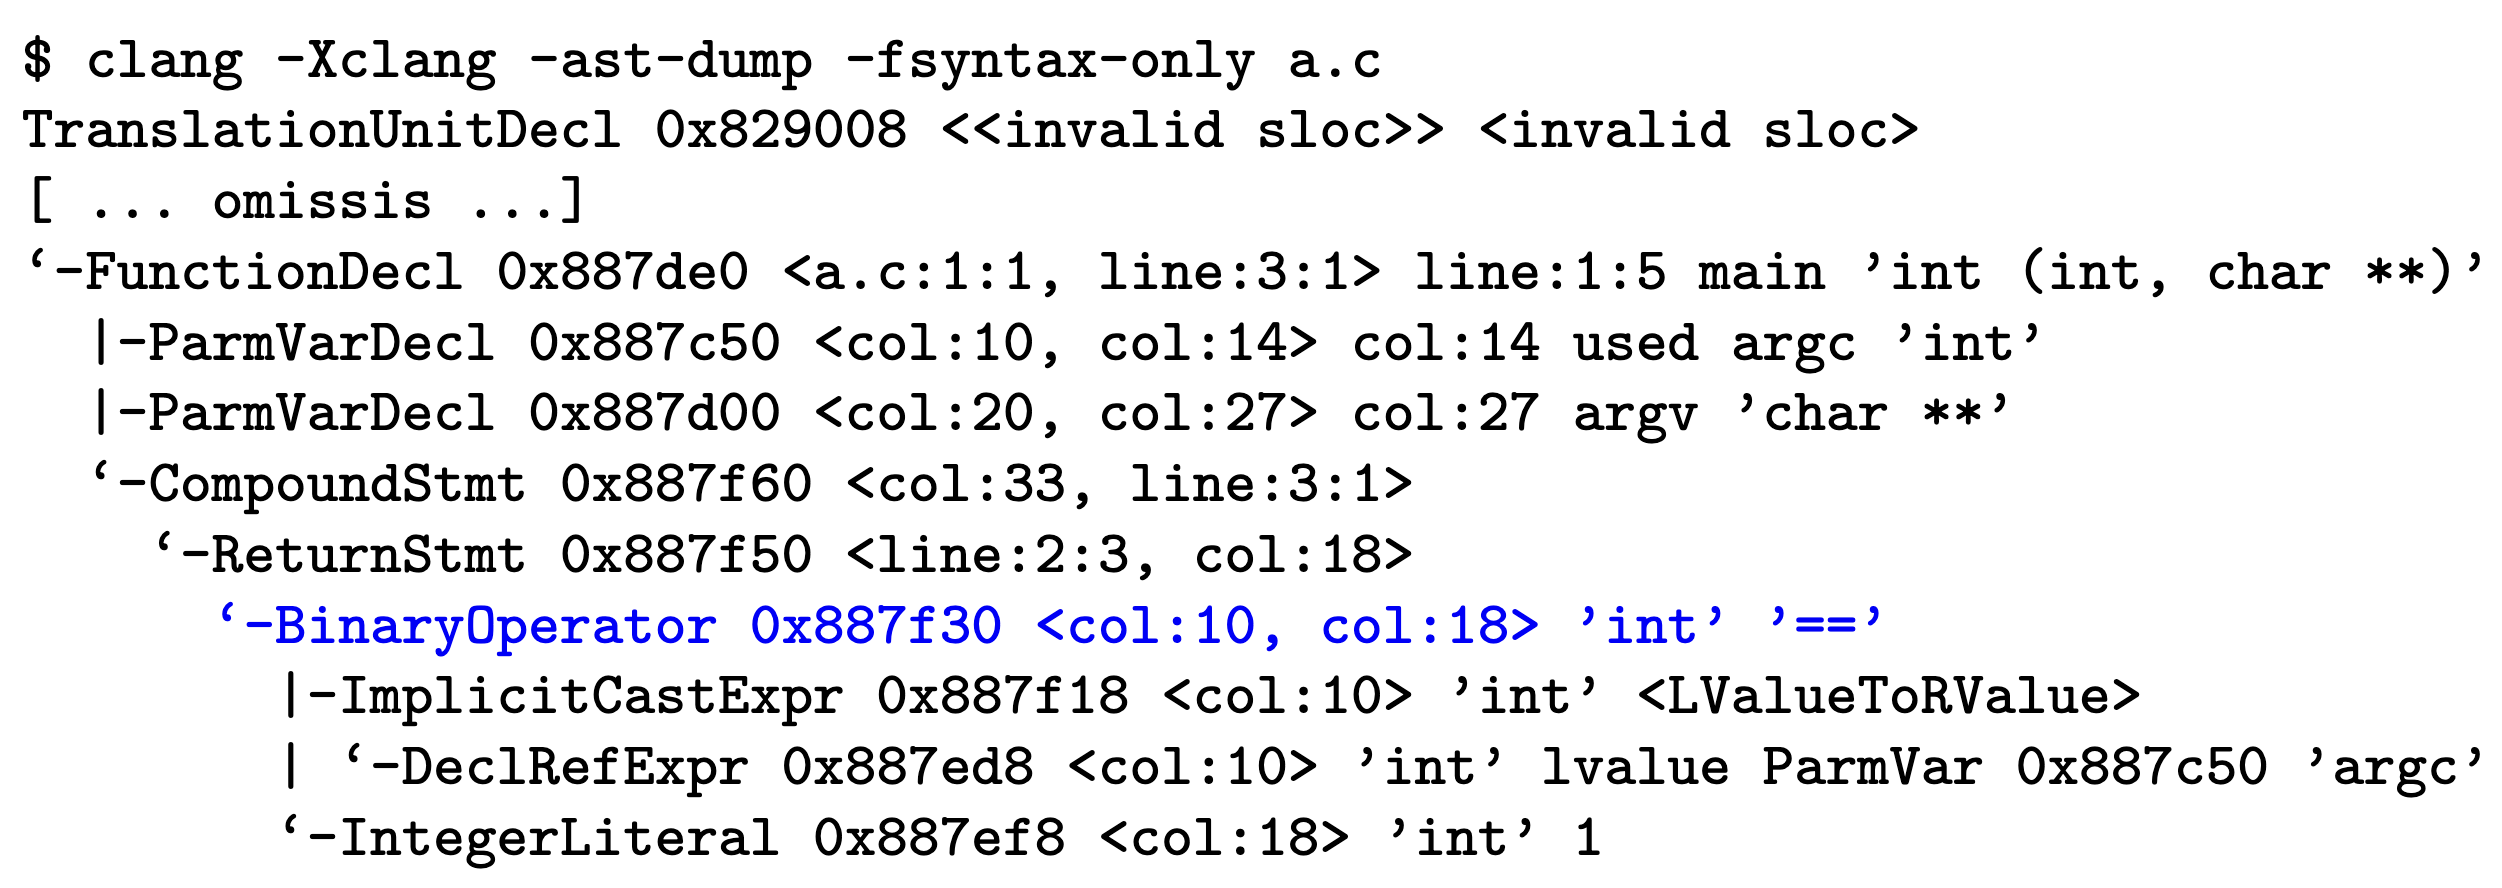 $ clang -Xclang -ast-dump -fsyntax-only a.c
TranslationUnitDecl 0x829008 <<invalid sloc>> <invalid sloc>
[ ... omissis ...]
‘-FunctionDecl 0x887de0 <a.c:1:1, line:3:1> line:1:5 main ’int (int, char **)’
|-ParmVarDecl 0x887c50 <col:10, col:14> col:14 used argc ’int’
|-ParmVarDecl 0x887d00 <col:20, col:27> col:27 argv ’char **’
‘-CompoundStmt 0x887f60 <col:33, line:3:1>
‘-ReturnStmt 0x887f50 <line:2:3, col:18>
‘-BinaryOperator 0x887f30 <col:10, col:18> ’int’ ’==’
|-ImplicitCastExpr 0x887f18 <col:10> ’int’ <LValueToRValue>
| ‘-DeclRefExpr 0x887ed8 <col:10> ’int’ lvalue ParmVar 0x887c50 ’argc’
‘-IntegerLiteral 0x887ef8 <col:18> ’int’ 1